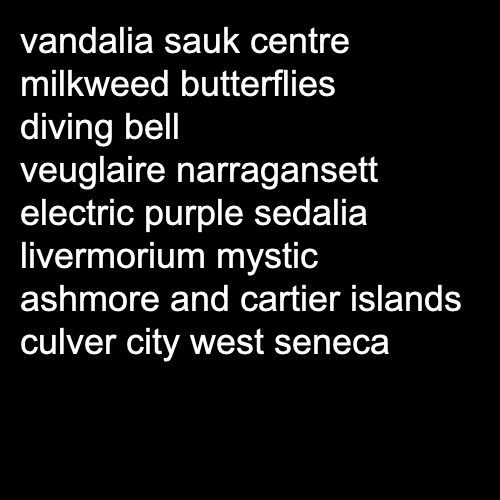 vandalia sauk centre
milkweed butterflies
diving bell
veuglaire narragansett
electric purple sedalia
livermorium mystic
ashmore and cartier islands
culver city west seneca